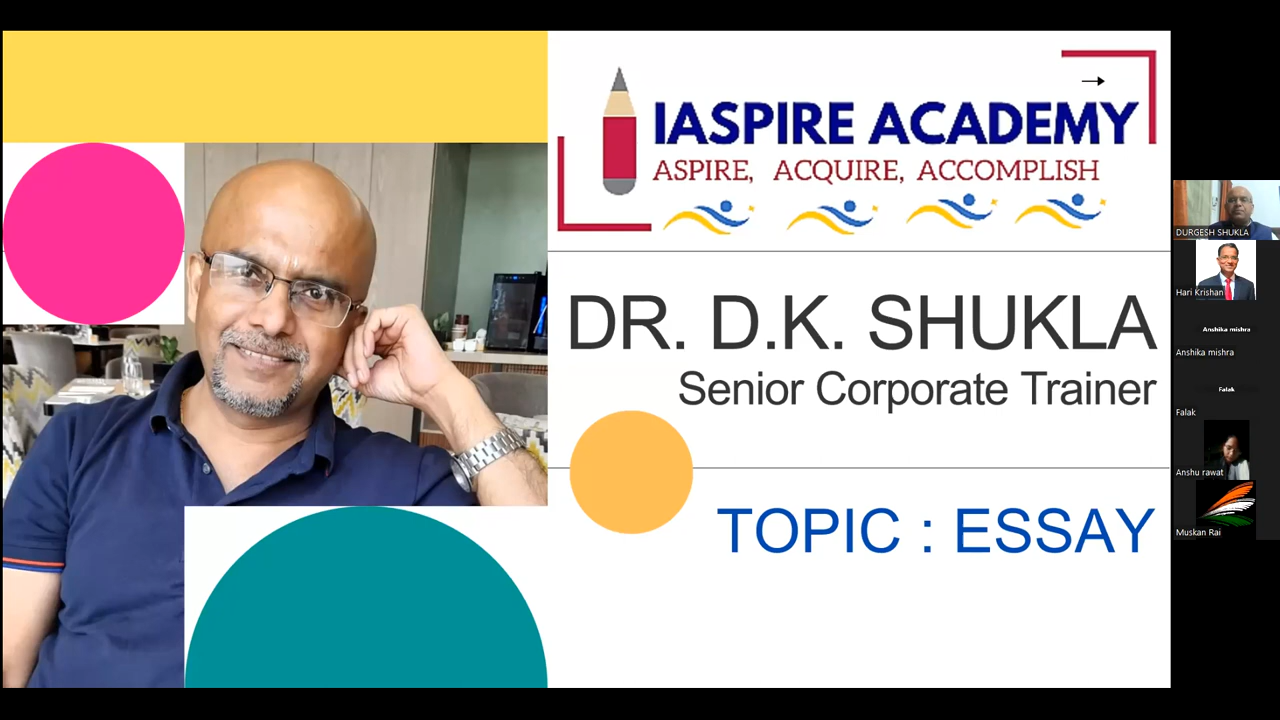 IASPIRE ACADEMY
ASPIRE, ACQUIRE, ACCOMPLISH
DR. D.K. SHUKLA
Senior Corporate Trainer
TOPIC : ESSAY
DURGESH SHUKLA
Hari Krishan
Anshika mishra
Anshika mishra
Falak
Falak
Anshu rawat
Muskan Rai